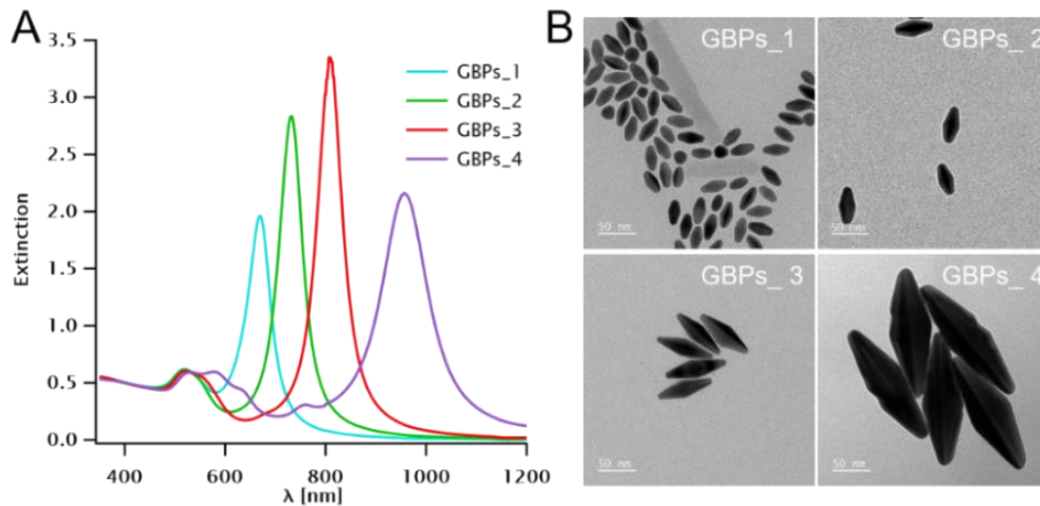 A
B
3.5
3.0
2.5
2.0
1.5
1.0
0.5
0.0
Extinction
400
600
800
1000
1200
λ [nm]
GBPs_1
GBPs_2
GBPs_3
GBPs_4
GBPs_1
50 nm
GBPs_ 2
50 nm
GBPs_ 3
50 nm
GBPs_ 4
50 nm